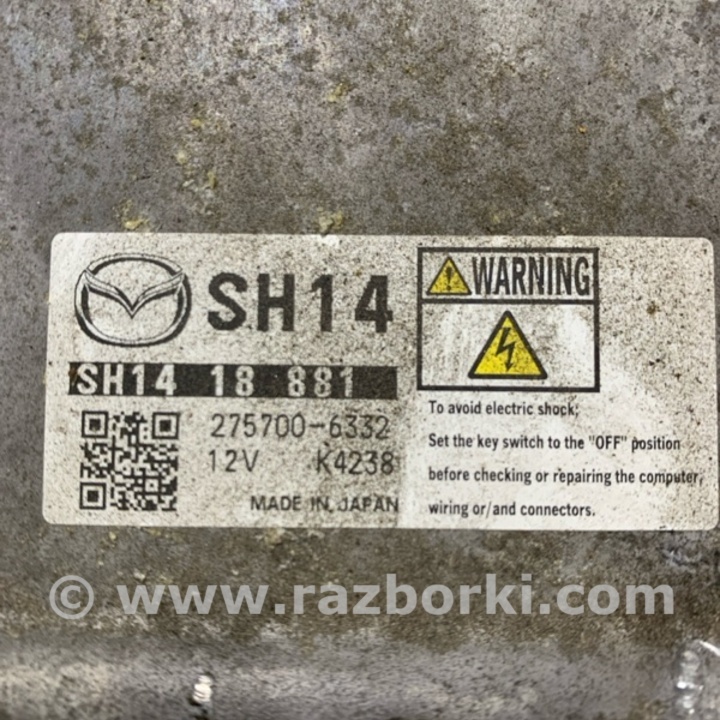 SH14
SH14 18 881
275700-6332
12V K4238
MADE IN JAPAN
WARNING
To avoid electric shock;
Set the key switch to the "OFF" position
before checking or repairing the computer,
wiring or/and connectors.
© www.razborki.com